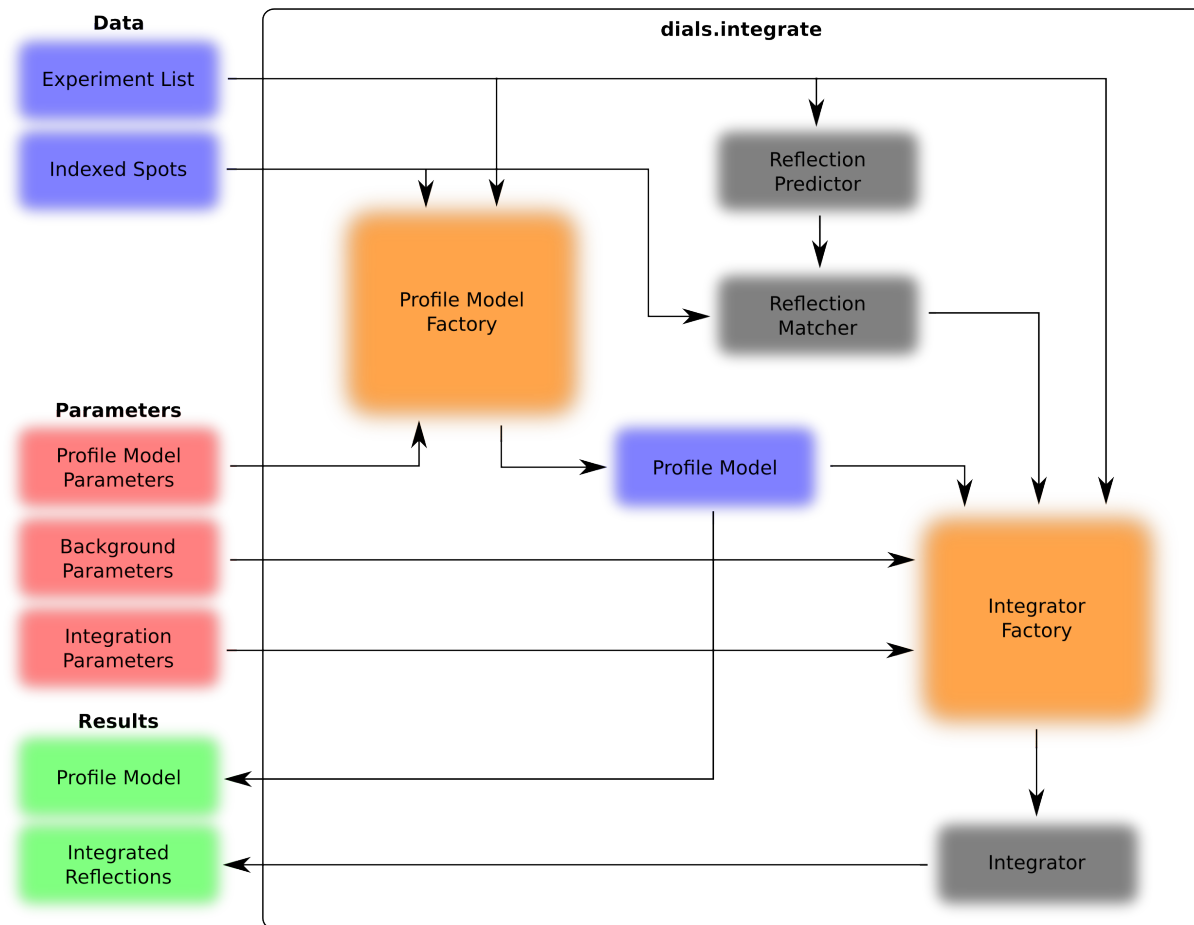 Data
dials.integrate
Experiment List
Indexed Spots
Reflection
Predictor
Profile Model
Factory
Reflection
Matcher
Parameters
Profile Model
Parameters
Profile Model
Background
Parameters
Integrator
Factory
Integration
Parameters
Results
Profile Model
Integrated
Reflections
Integrator